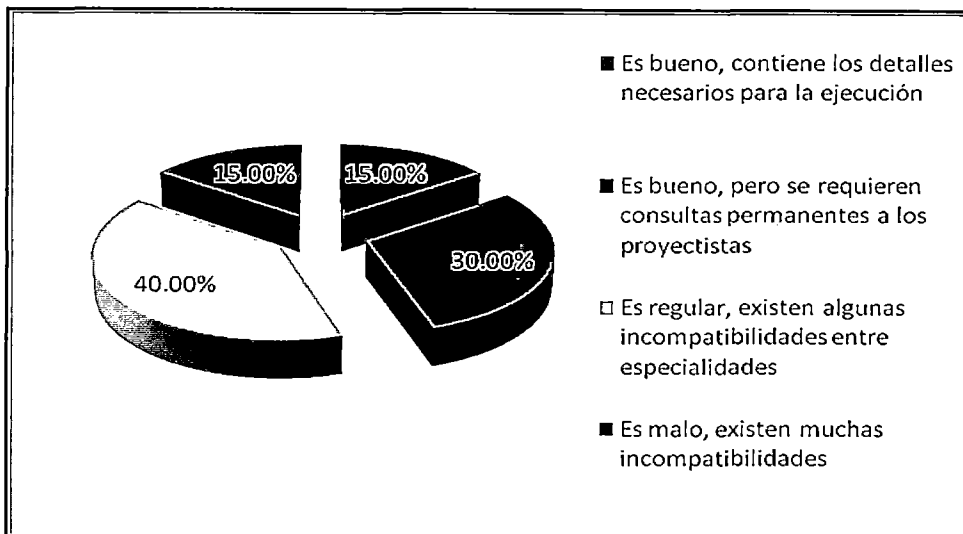 Es bueno, contiene los detalles
necesarios para la ejecución
Es bueno, pero se requieren
consultas permanentes a los
proyectistas
Es regular, existen algunas
incompatibilidades entre
especialidades
Es malo, existen muchas
incompatibilidades
15.00%
15.00%
30.00%
40.00%